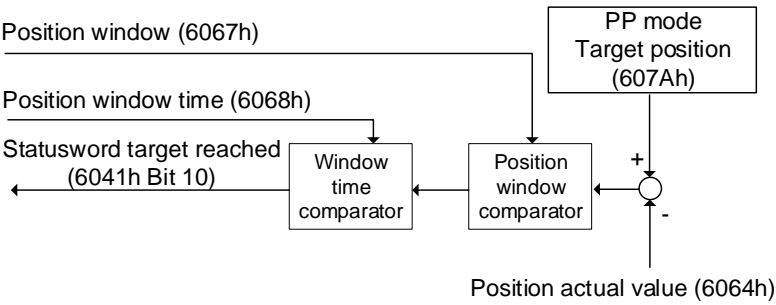 Position window (6067h)
PP mode
Target position
(607Ah)
Position window time (6068h)
Statusword target reached
(6041h Bit 10)
Window
time
comparator
Position
window
comparator
+
-
Position actual value (6064h)